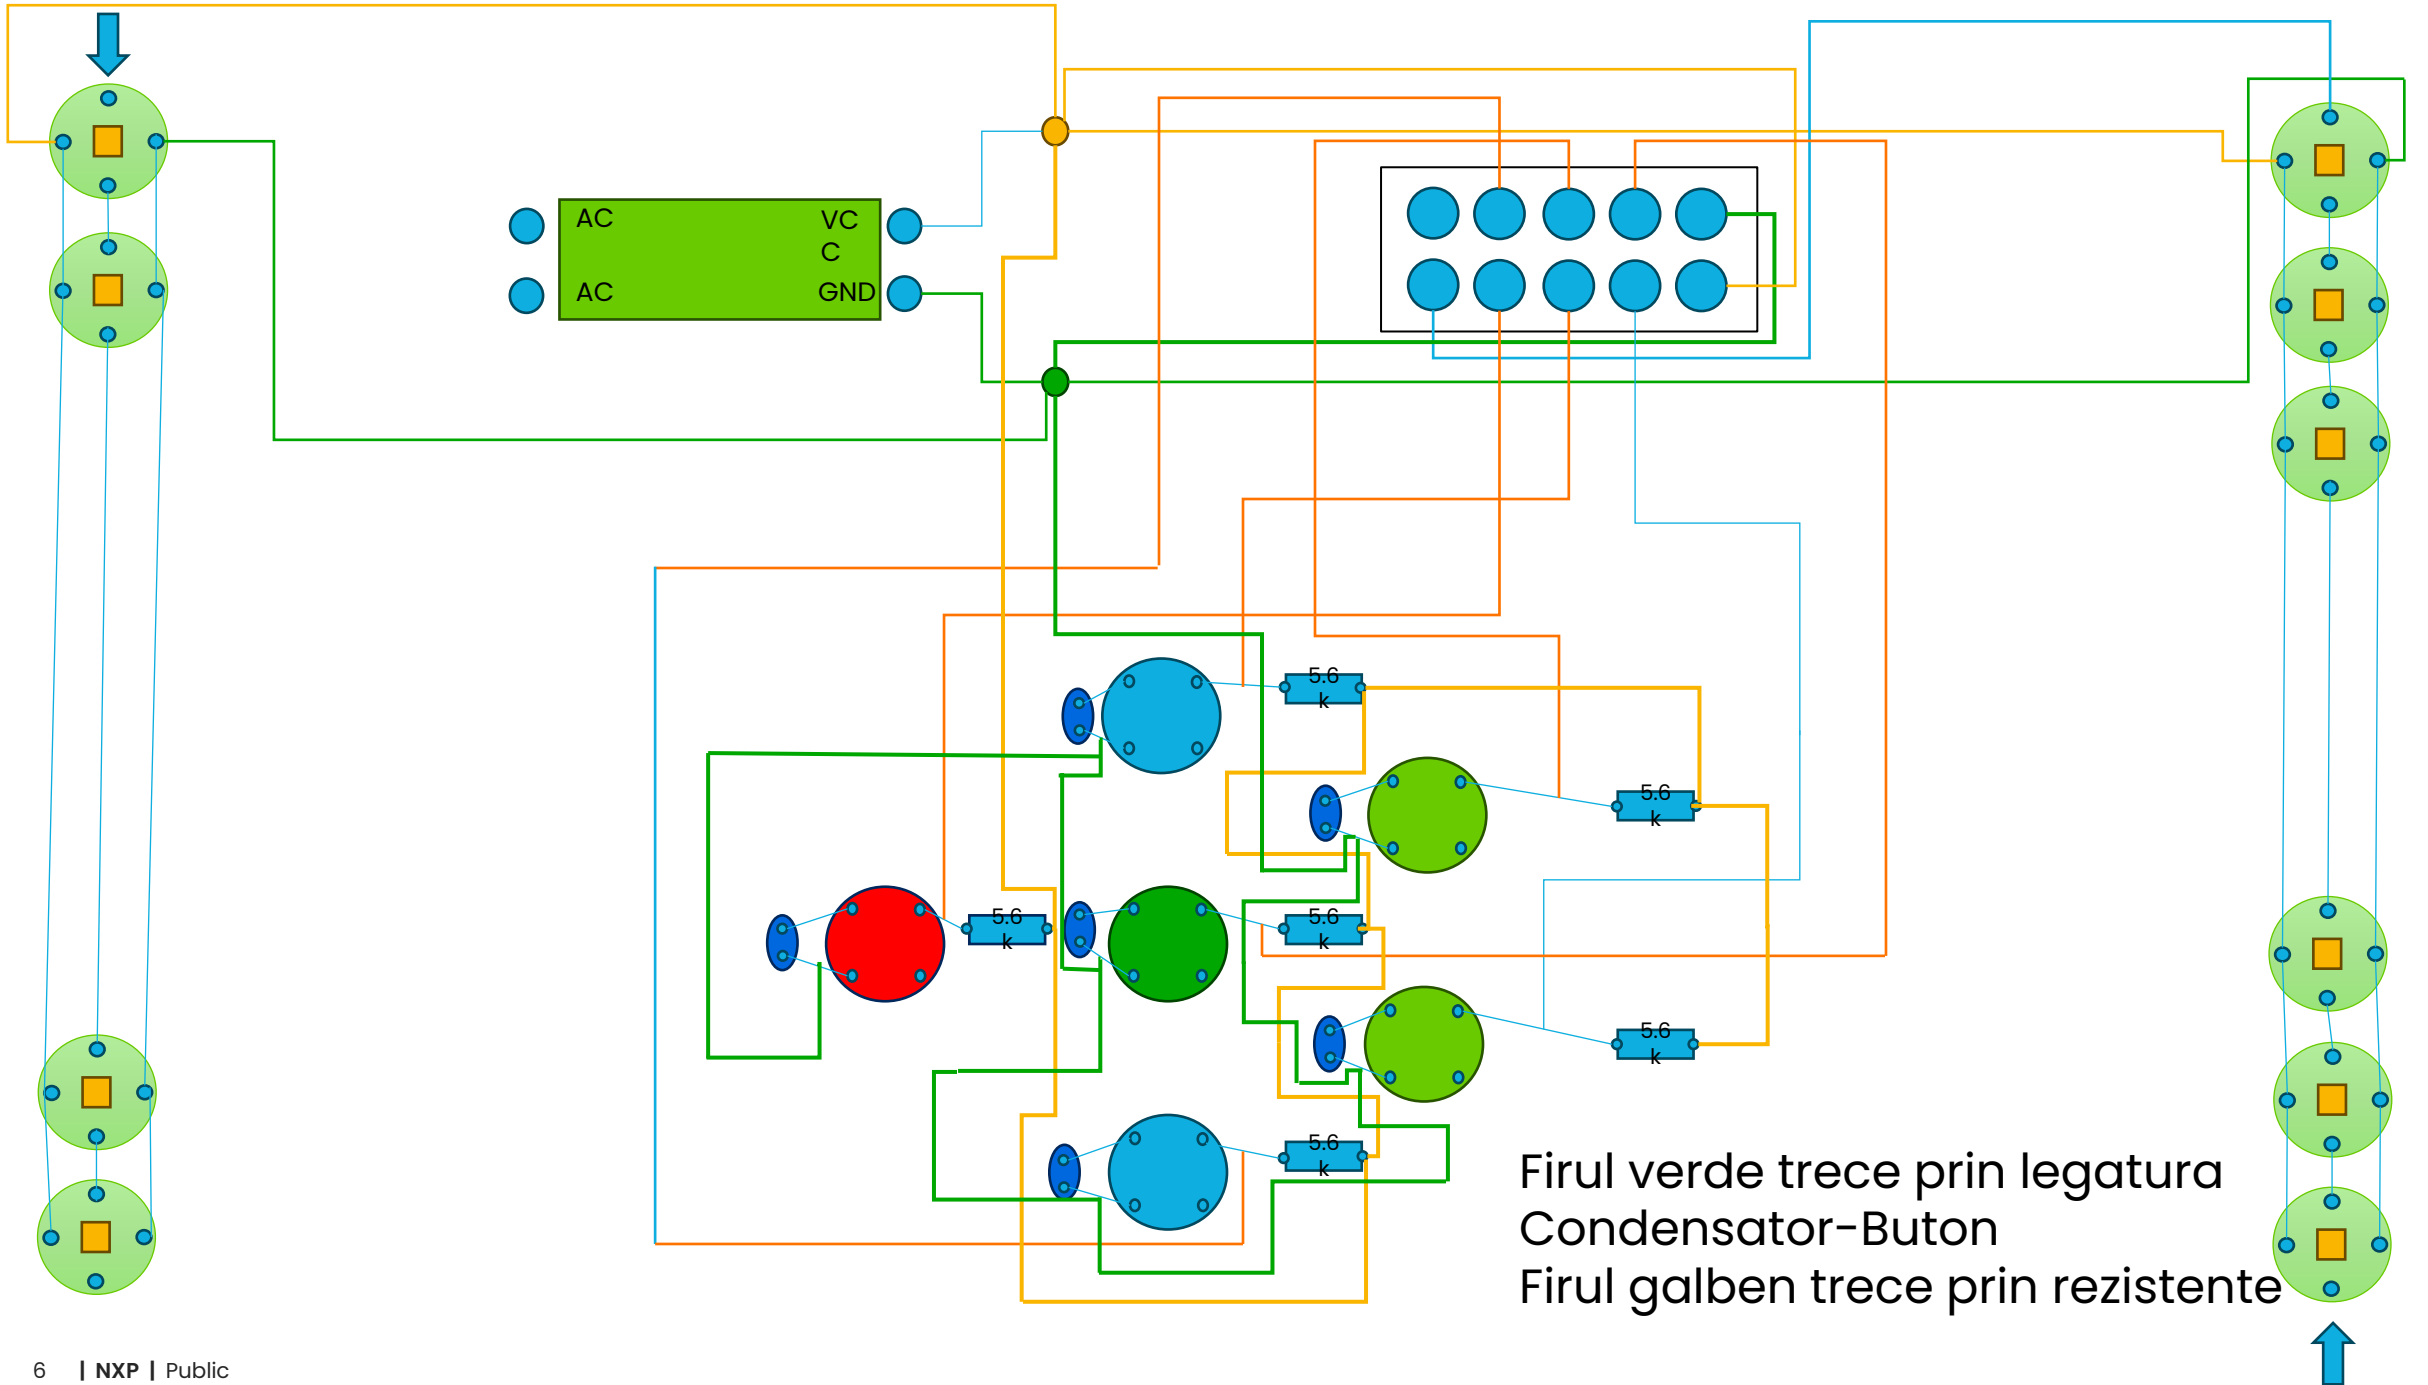 AC
VC
C
AC
GND
5.6
k
5.6
k
5.6
k
5.6
k
5.6
k
5.6
k
Firul verde trece prin legatura
Condensator-Buton
Firul galben trece prin rezistente
6 | NXP | Public